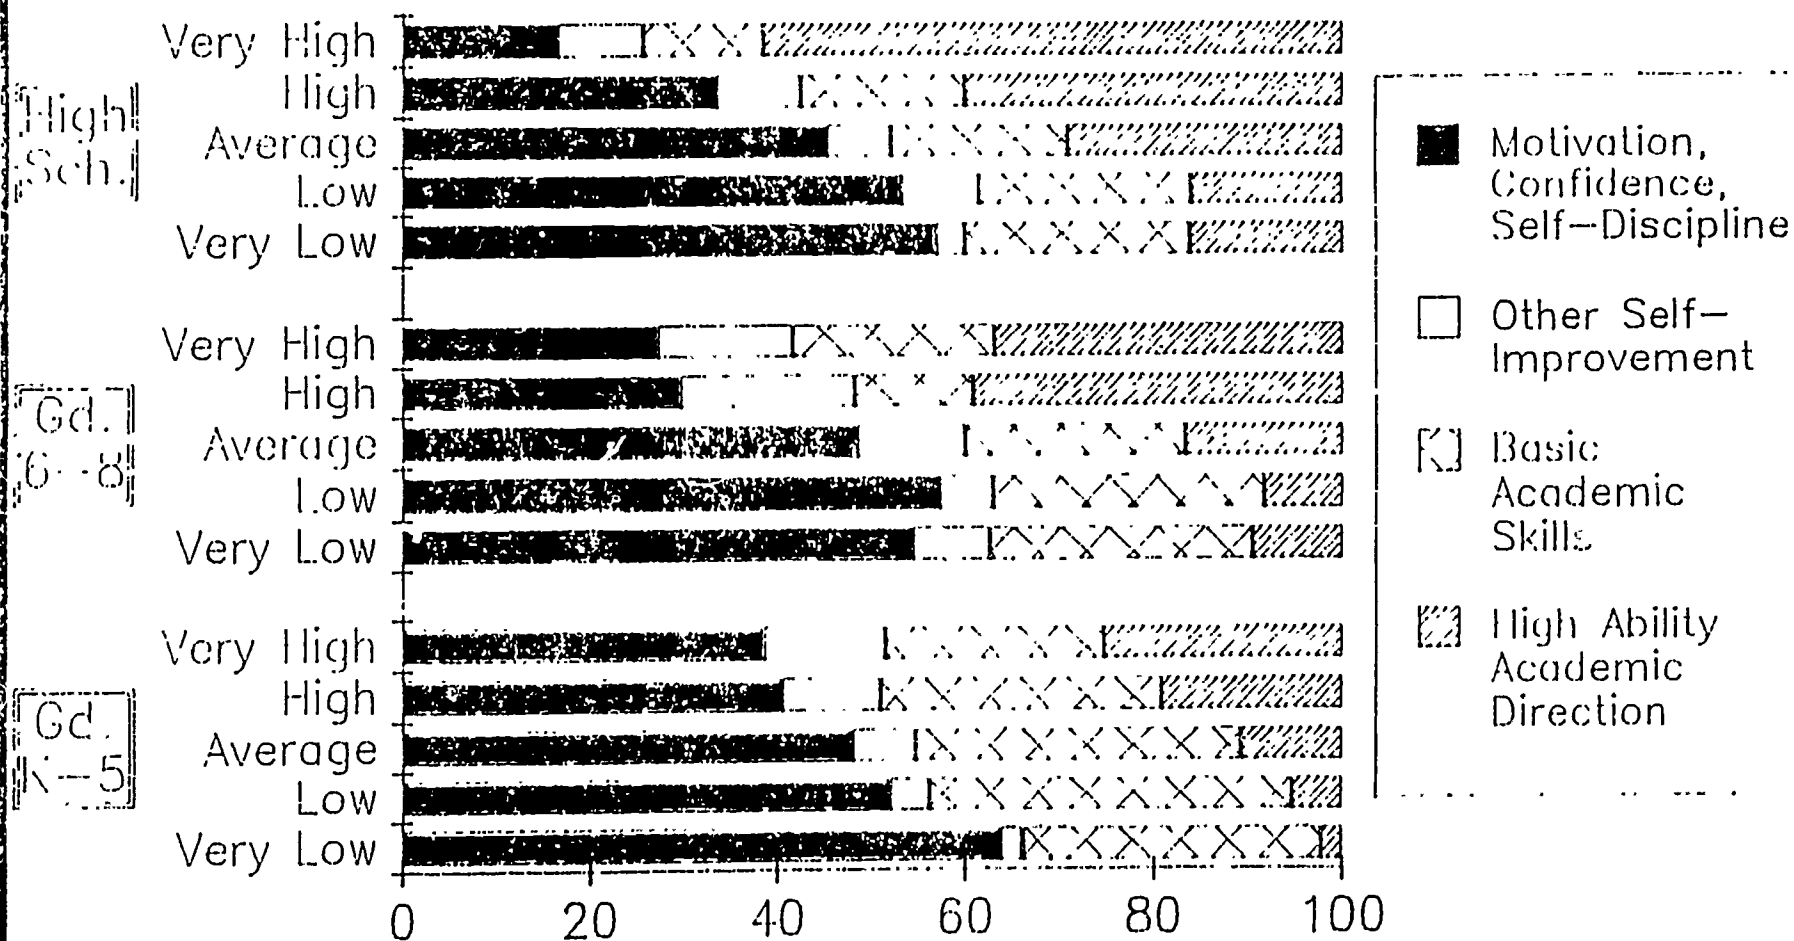 High
Sch.
Very High
High
Average
Low
Very Low
Gd.
6-8
Very High
High
Average
Low
Very Low
Gd.
K-5
Very High
High
Average
Low
Very Low
0 20 40 60 80 100
Motivation,
Confidence,
Self-Discipline
Other Self-
Improvement
Basic
Academic
Skills
High Ability
Academic
Direction